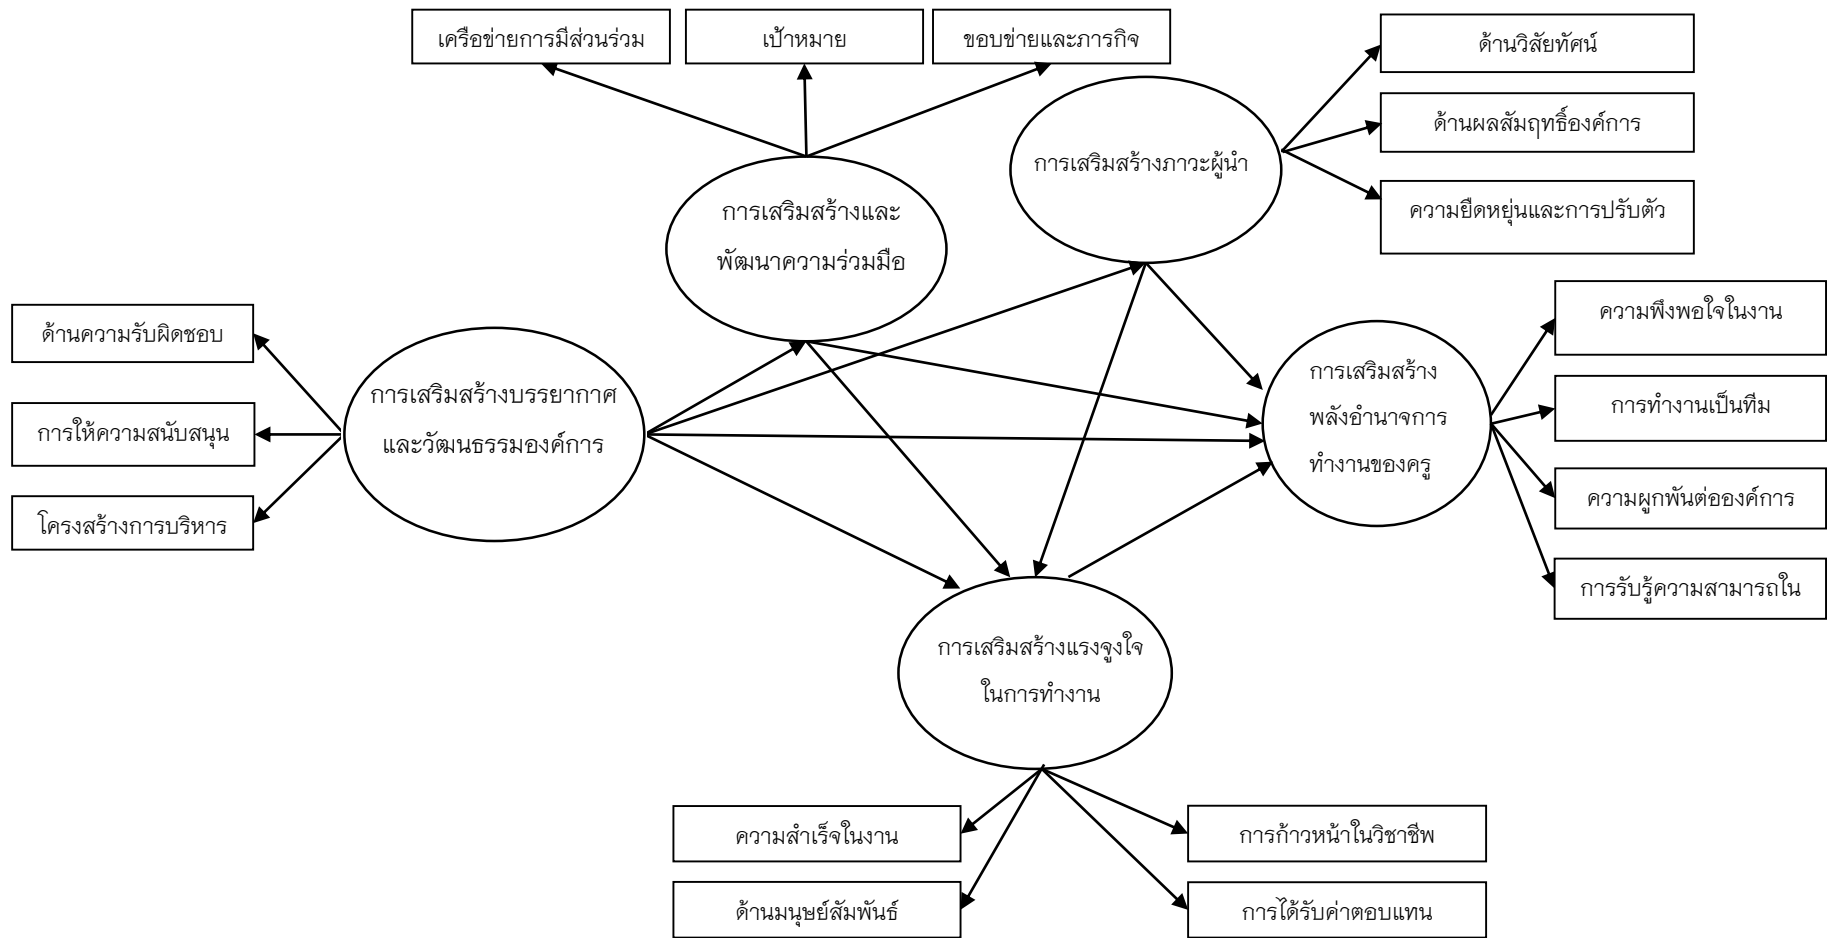 เครือข่ายการมีส่วนร่วม
เป้าหมาย
ขอบข่ายและภารกิจ
ด้านวิสัยทัศน์
ด้านผลสัมฤทธิ์องค์การ
ความยืดหยุ่นและการปรับตัว
การเสริมสร้างภาวะผู้นำ
การเสริมสร้างและ
พัฒนาความร่วมมือ
ด้านความรับผิดชอบ
การให้ความสนับสนุน
โครงสร้างการบริหาร
การเสริมสร้างบรรยากาศ
และวัฒนธรรมองค์การ
การเสริมสร้าง
พลังอำนาจการ
ทำงานของครู
ความพึงพอใจในงาน
การทำงานเป็นทีม
ความผูกพันต่อองค์การ
การรับรู้ความสามารถใน
การเสริมสร้างแรงจูงใจ
ในการทำงาน
ความสำเร็จในงาน
การก้าวหน้าในวิชาชีพ
ด้านมนุษย์สัมพันธ์
การได้รับค่าตอบแทน